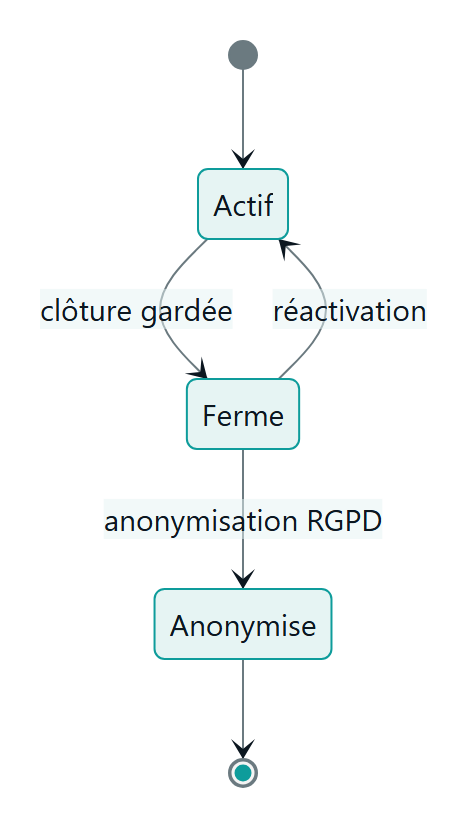 Actif
clôture gardée
réactivation
Ferme
anonymisation RGPD
Anonymise